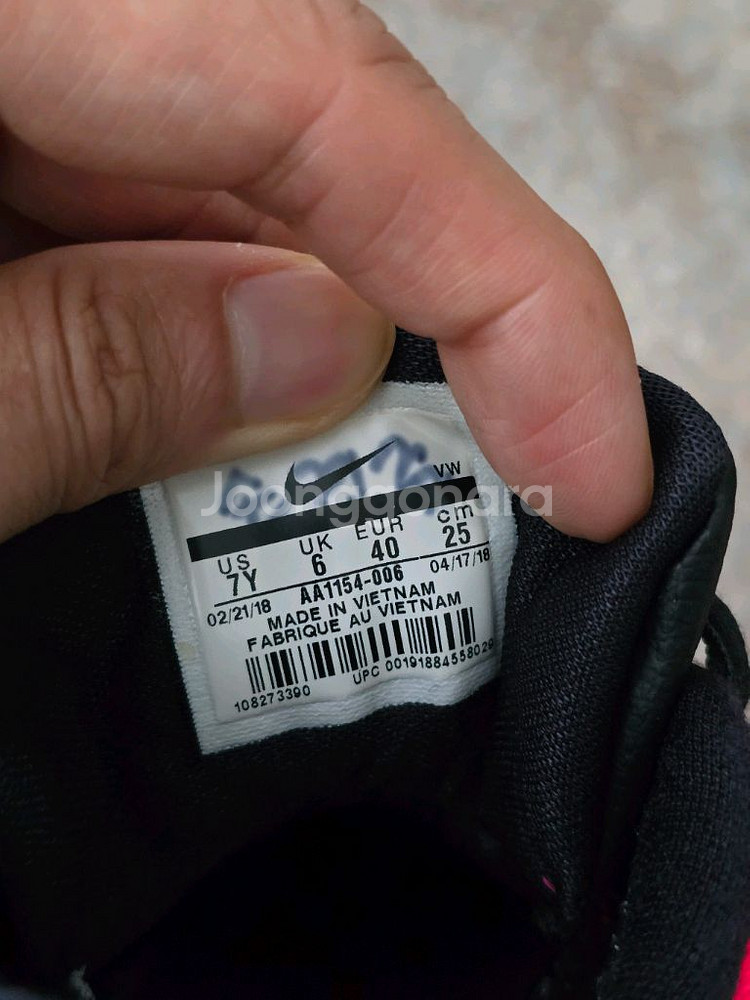 VW
Joonggonara
US UK EUR cm
7Y 6 40 25
AA1154-006
02/21/18 04/17/18
MADE IN VIETNAM
FABRIQUE AU VIETNAM
108273390 UPC 00191884558029